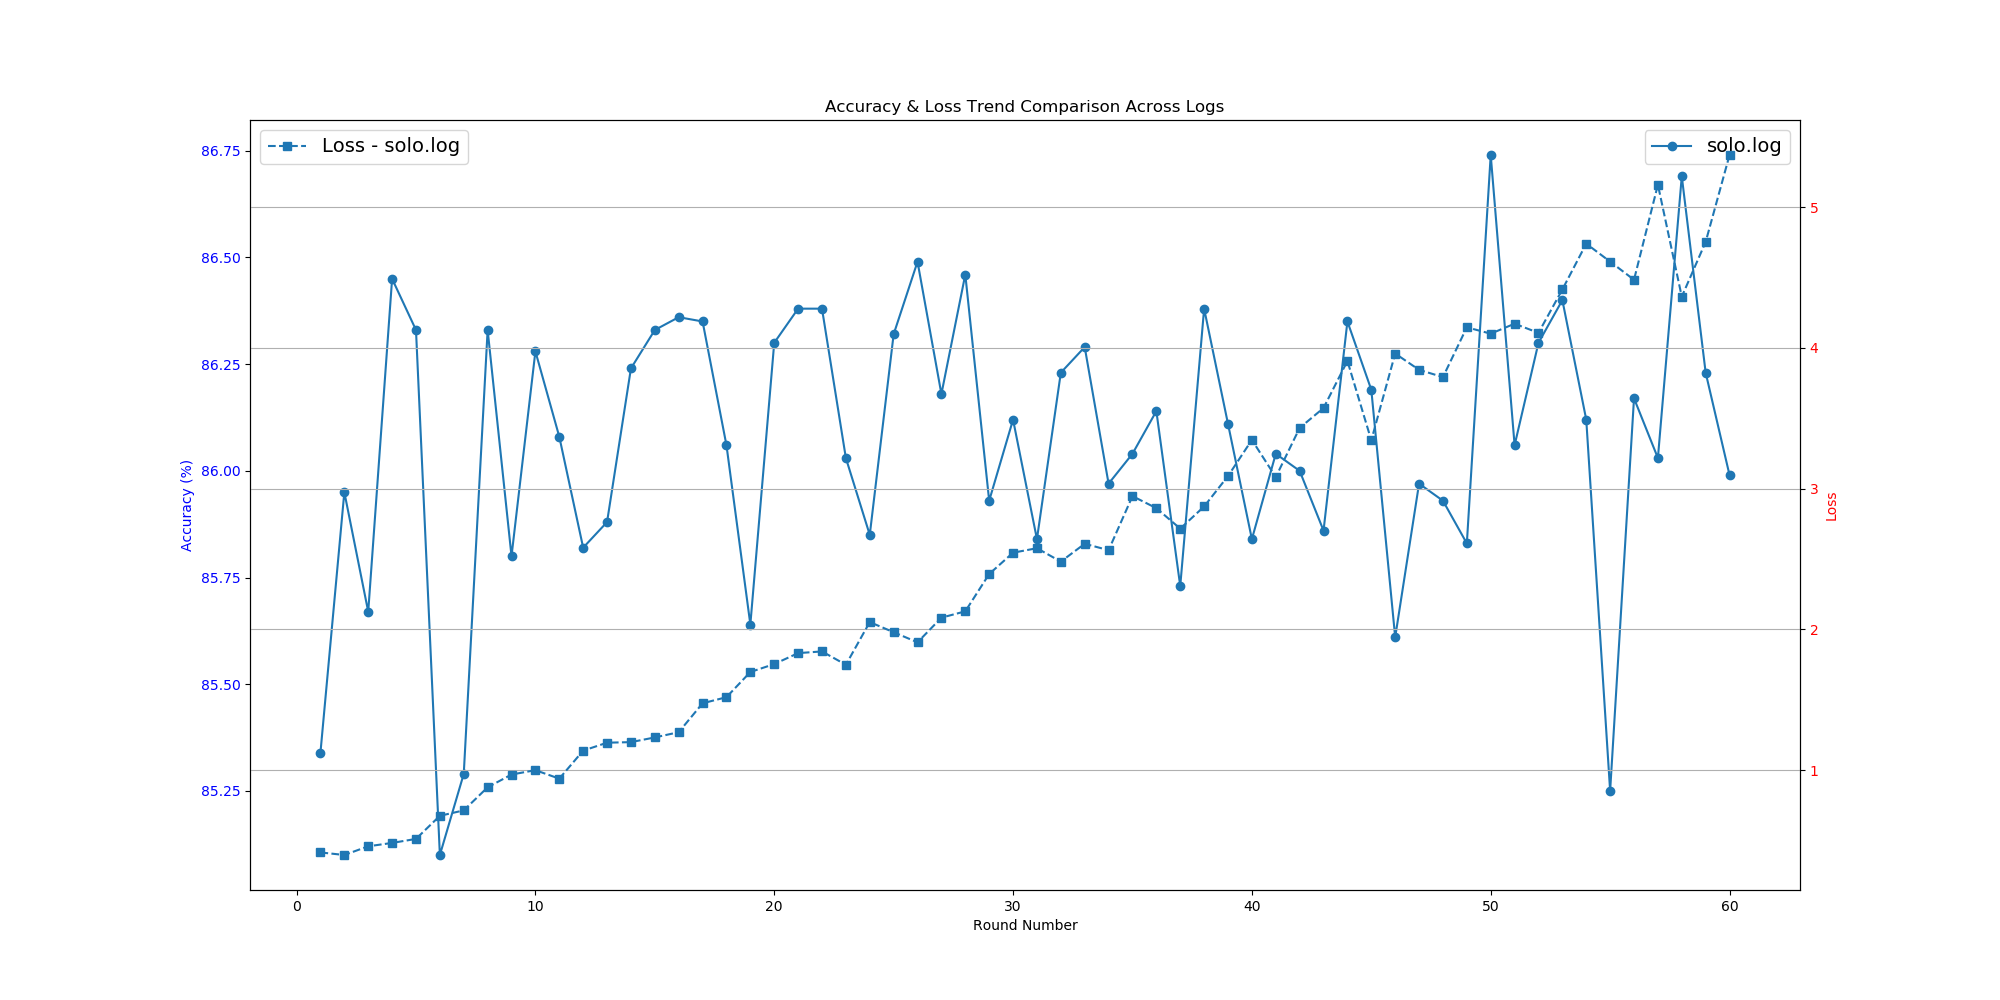 Accuracy & Loss Trend Comparison Across Logs
Loss - solo.log
solo.log
86.75
86.50
86.25
86.00
85.75
85.50
85.25
Accuracy (%)
5
4
3
2
1
Loss
0 10 20 30 40 50 60
Round Number